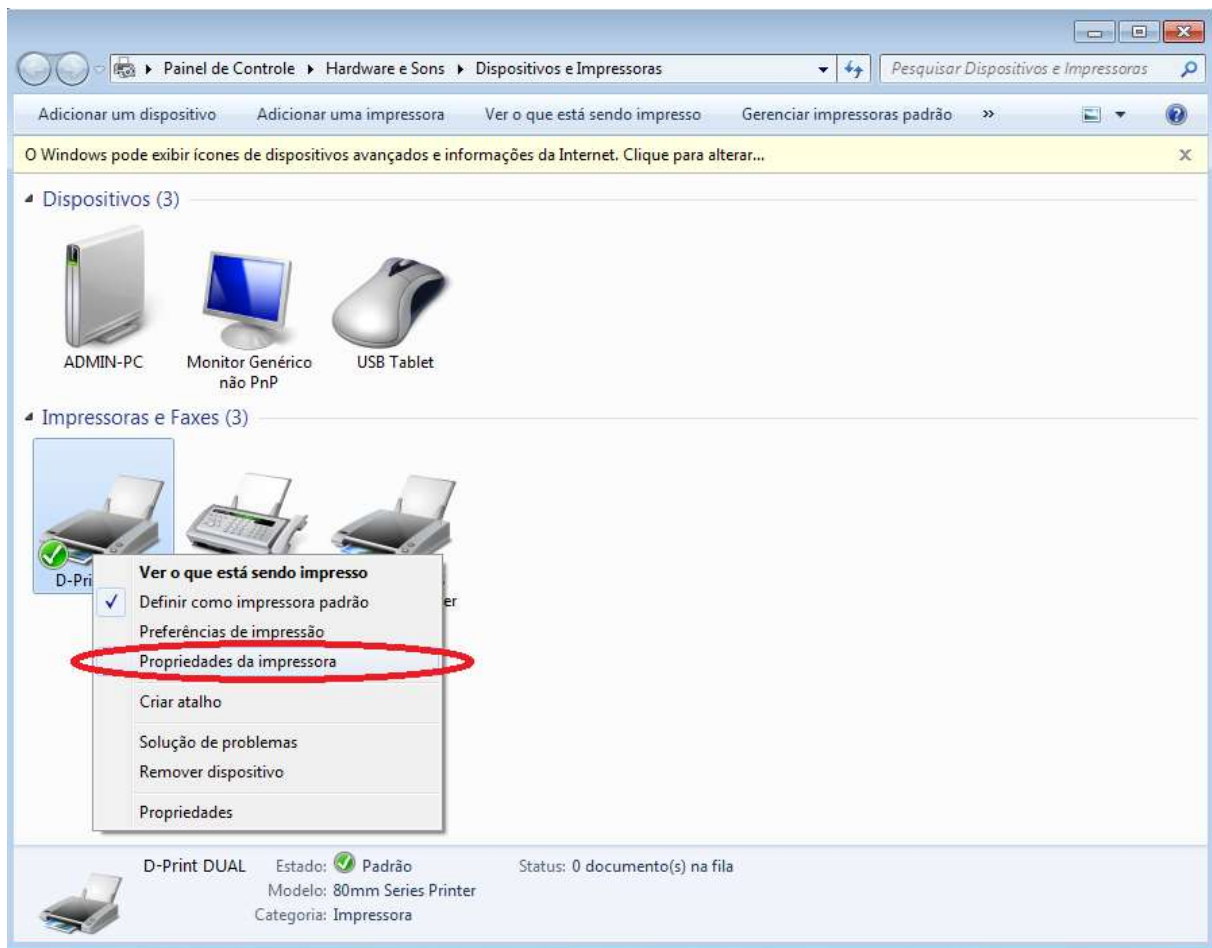 Painel de Controle ▸ Hardware e Sons ▸ Dispositivos e Impressoras
Pesquisar Dispositivos e Impressoras
Adicionar um dispositivo Adicionar uma impressora Ver o que está sendo impresso Gerenciar impressoras padrão »
O Windows pode exibir ícones de dispositivos avançados e informações da Internet. Clique para alterar...
Dispositivos (3)
ADMIN-PC
Monitor Genérico
não PnP
USB Tablet
Impressoras e Faxes (3)
D-Pri
er
Ver o que está sendo impresso
Definir como impressora padrão
Preferências de impressão
Propriedades da impressora
Criar atalho
Solução de problemas
Remover dispositivo
Propriedades
D-Print DUAL Estado: Padrão Status: 0 documento(s) na fila
Modelo: 80mm Series Printer
Categoria: Impressora